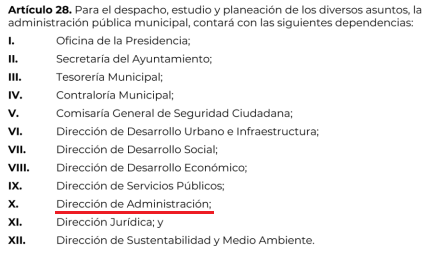 Artículo 28. Para el despacho, estudio y planeación de los diversos asuntos, la
administración pública municipal, contará con las siguientes dependencias:
I. Oficina de la Presidencia;
II. Secretaría del Ayuntamiento;
III. Tesorería Municipal;
IV. Contraloría Municipal;
V. Comisaría General de Seguridad Ciudadana;
VI. Dirección de Desarrollo Urbano e Infraestructura;
VII. Dirección de Desarrollo Social;
VIII. Dirección de Desarrollo Económico;
IX. Dirección de Servicios Públicos;
X. Dirección de Administración;
XI. Dirección Jurídica; y
XII. Dirección de Sustentabilidad y Medio Ambiente.